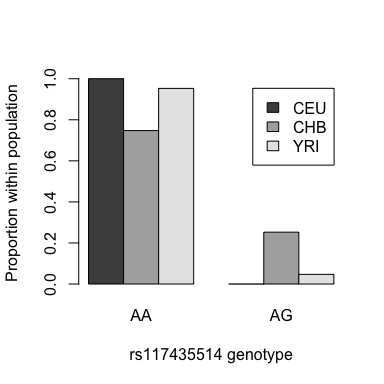 Proportion within population
1.0
0.8
0.6
0.4
0.2
0.0
CEU
CHB
YRI
AA AG
rs117435514 genotype